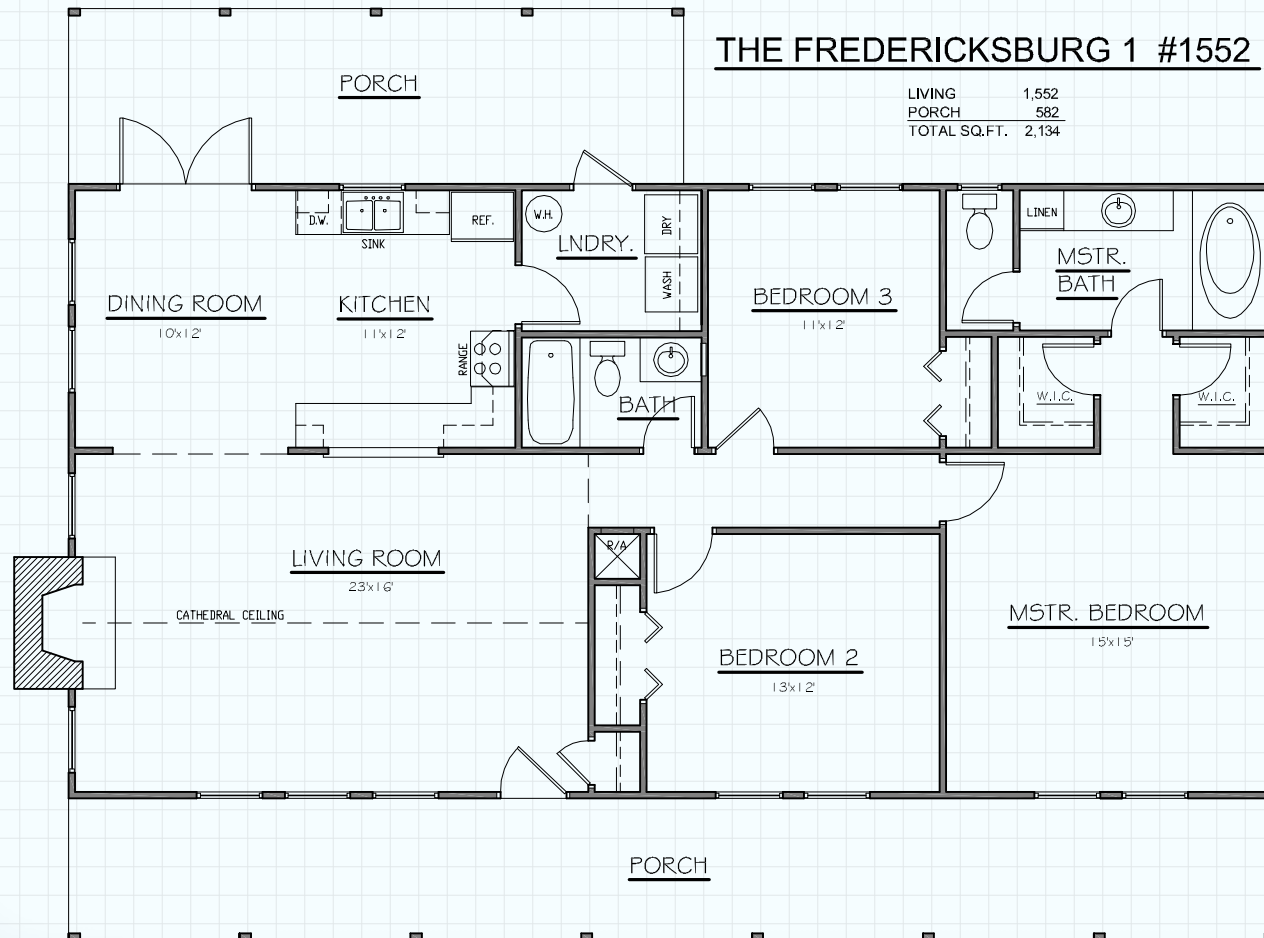 THE FREDERICKSBURG 1 #1552
LIVING 1,552
PORCH 582
TOTAL SQ.FT. 2,134
PORCH
D.W.
SINK
REF.
W.H.
LNDRY.
DRY
WASH
LINEN
MSTR.
BATH
DINING ROOM
10'x12'
KITCHEN
11'x12'
RANGE
BEDROOM 3
11'x12'
BATH
W.I.C.
W.I.C.
LIVING ROOM
23'x16'
CATHEDRAL CEILING
R/A
BEDROOM 2
13'x12'
MSTR. BEDROOM
15'x15'
PORCH